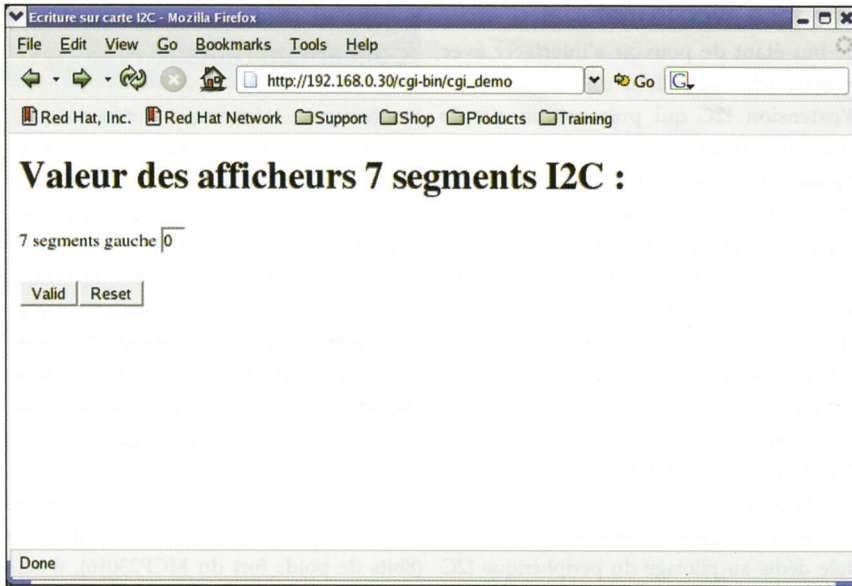 Ecriture sur carte I2C - Mozilla Firefox
File Edit View Go Bookmarks Tools Help
http://192.168.0.30/cgi-bin/cgi_demo Go G
Red Hat, Inc. Red Hat Network Support Shop Products Training
Valeur des afficheurs 7 segments I2C :
7 segments gauche 0
Valid Reset
Done